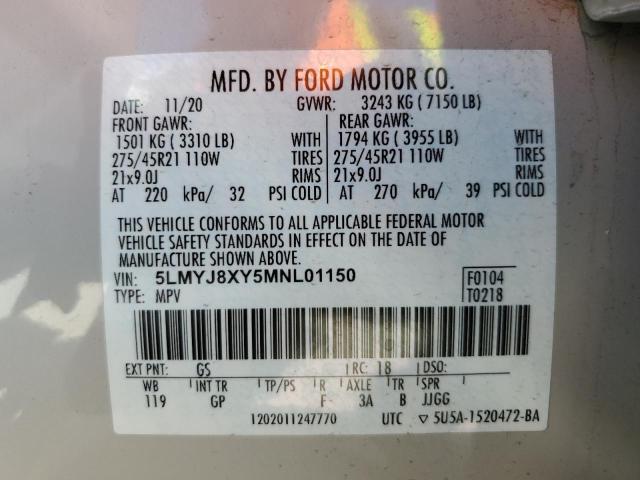 MFD. BY FORD MOTOR CO.
DATE: 11/20 GVWR: 3243 KG ( 7150 LB)
FRONT GAWR: REAR GAWR:
1501 KG ( 3310 LB) WITH 1794 KG ( 3955 LB) WITH
275/45R21 110W TIRES 275/45R21 110W TIRES
21x9.0J RIMS 21x9.0J RIMS
AT 220 kPa/ 32 PSI COLD AT 270 kPa/ 39 PSI COLD
THIS VEHICLE CONFORMS TO ALL APPLICABLE FEDERAL MOTOR
VEHICLE SAFETY STANDARDS IN EFFECT ON THE DATE OF
MANUFACTURE SHOWN ABOVE.
VIN: 5LMYJ8XY5MNL01150 F0104
TYPE: MPV T0218
EXT PNT: GS RC: 18 DSO:
WB INT TR TP/PS R AXLE TR SPR
119 GP F 3A B JJGG
1202011247770 UTC ▽ 5U5A-1520472-BA